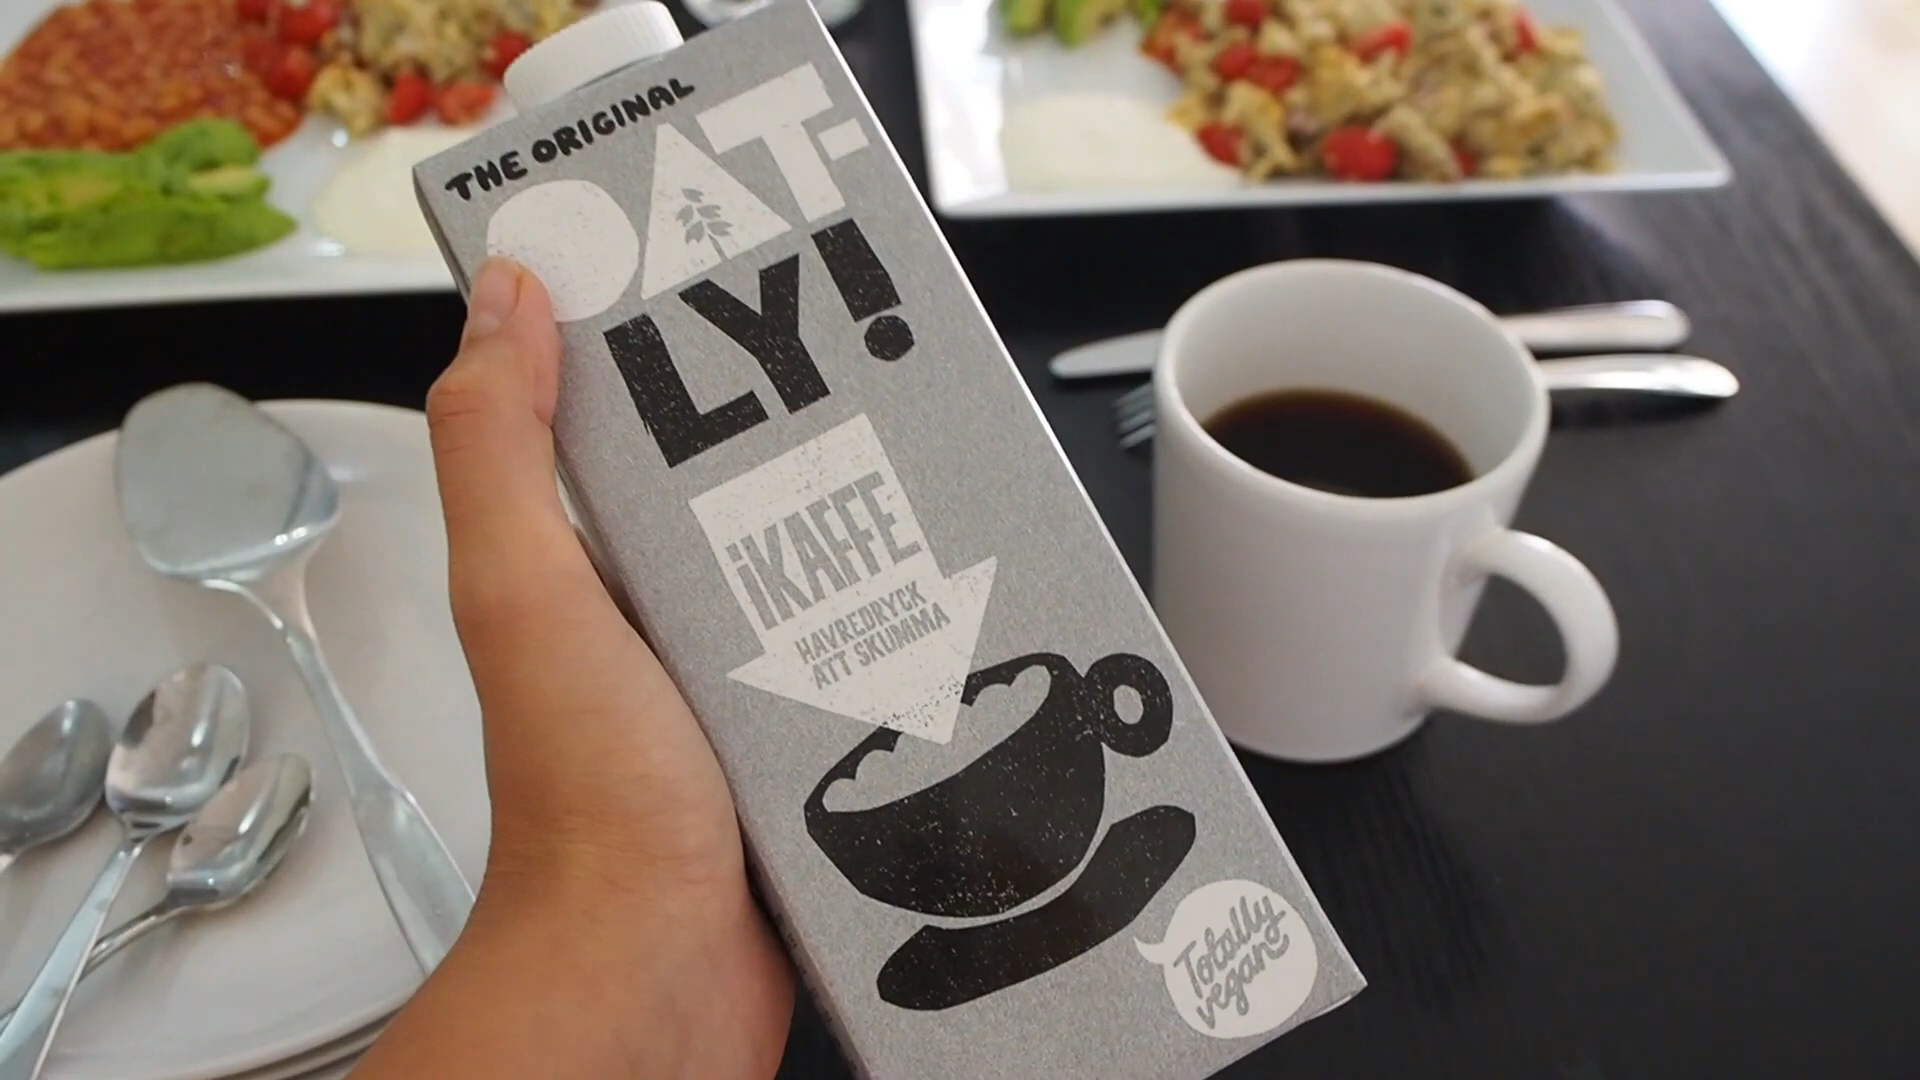 THE ORIGINAL
OAT-
LY!
iKAFFE
HAVREDRYCK
ATT SKUMMA
Totally
vegan